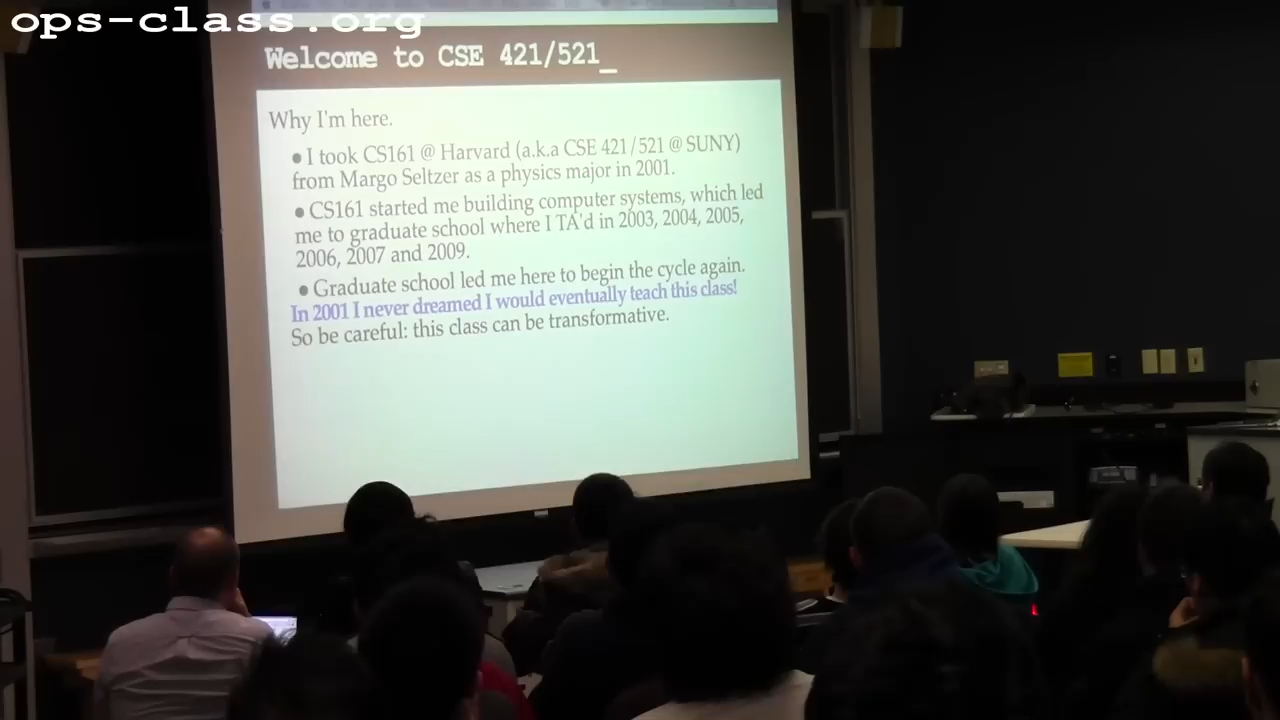 ops-class.org
Welcome to CSE 421/521_
Why I'm here.
● I took CS161 @ Harvard (a.k.a CSE 421/521 @ SUNY)
from Margo Seltzer as a physics major in 2001.
● CS161 started me building computer systems, which led
me to graduate school where I TA'd in 2003, 2004, 2005,
2006, 2007 and 2009.
● Graduate school led me here to begin the cycle again.
In 2001 I never dreamed I would eventually teach this class!
So be careful: this class can be transformative.